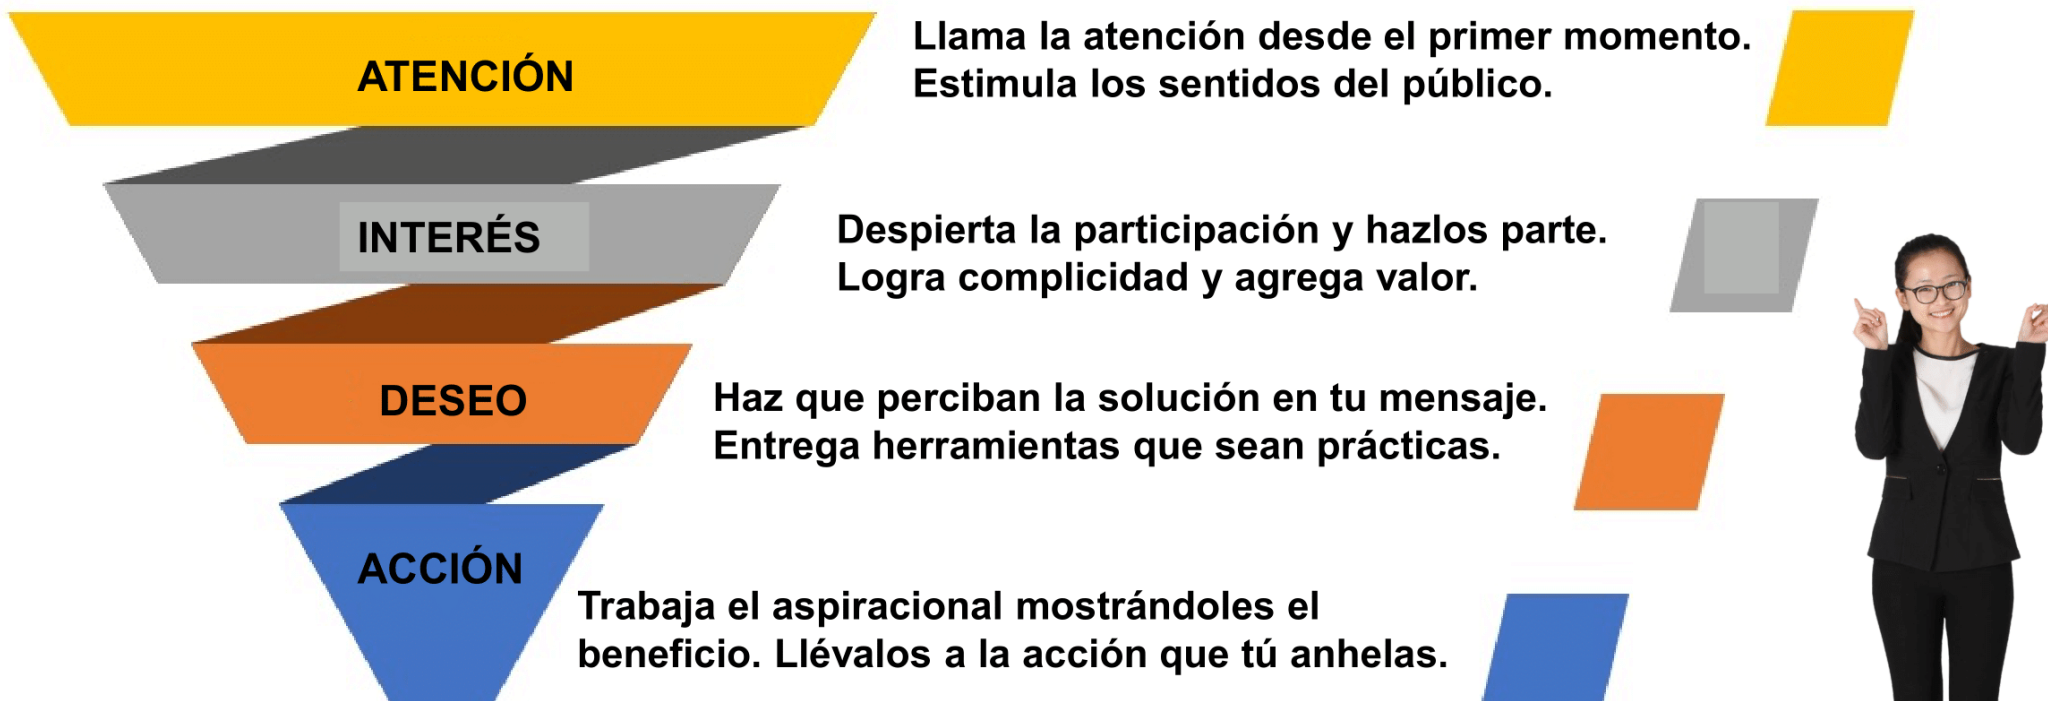 ATENCIÓN
Llama la atención desde el primer momento.
Estimula los sentidos del público.
INTERÉS
Despierta la participación y hazlos parte.
Logra complicidad y agrega valor.
DESEO
Haz que perciban la solución en tu mensaje.
Entrega herramientas que sean prácticas.
ACCIÓN
Trabaja el aspiracional mostrándoles el
beneficio. Llévalos a la acción que tú anhelas.